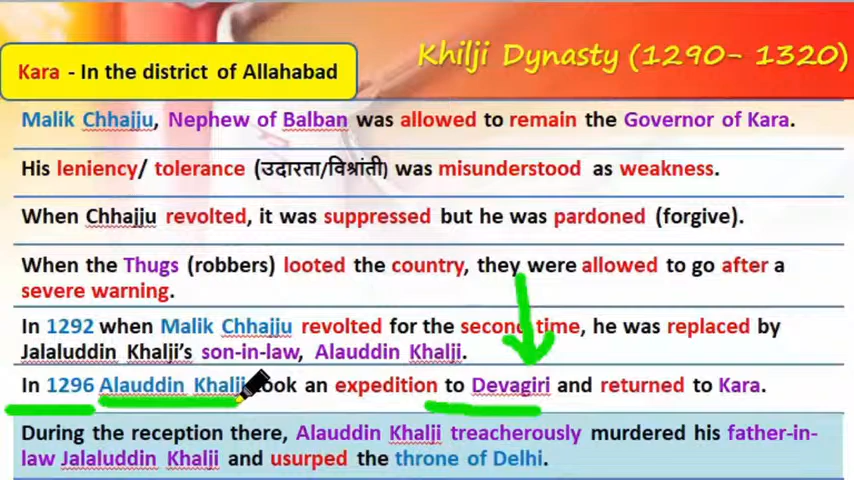 Khilji Dynasty (1290- 1320)
Kara - In the district of Allahabad
Malik Chhajju, Nephew of Balban was allowed to remain the Governor of Kara.
His leniency/ tolerance (उदारता/विश्रांती) was misunderstood as weakness.
When Chhajju revolted, it was suppressed but he was pardoned (forgive).
When the Thugs (robbers) looted the country, they were allowed to go after a
severe warning.
In 1292 when Malik Chhajju revolted for the second time, he was replaced by
Jalaluddin Khalji's son-in-law, Alauddin Khalji.
In 1296 Alauddin Khalji took an expedition to Devagiri and returned to Kara.
During the reception there, Alauddin Khalji treacherously murdered his father-in-
law Jalaluddin Khalji and usurped the throne of Delhi.